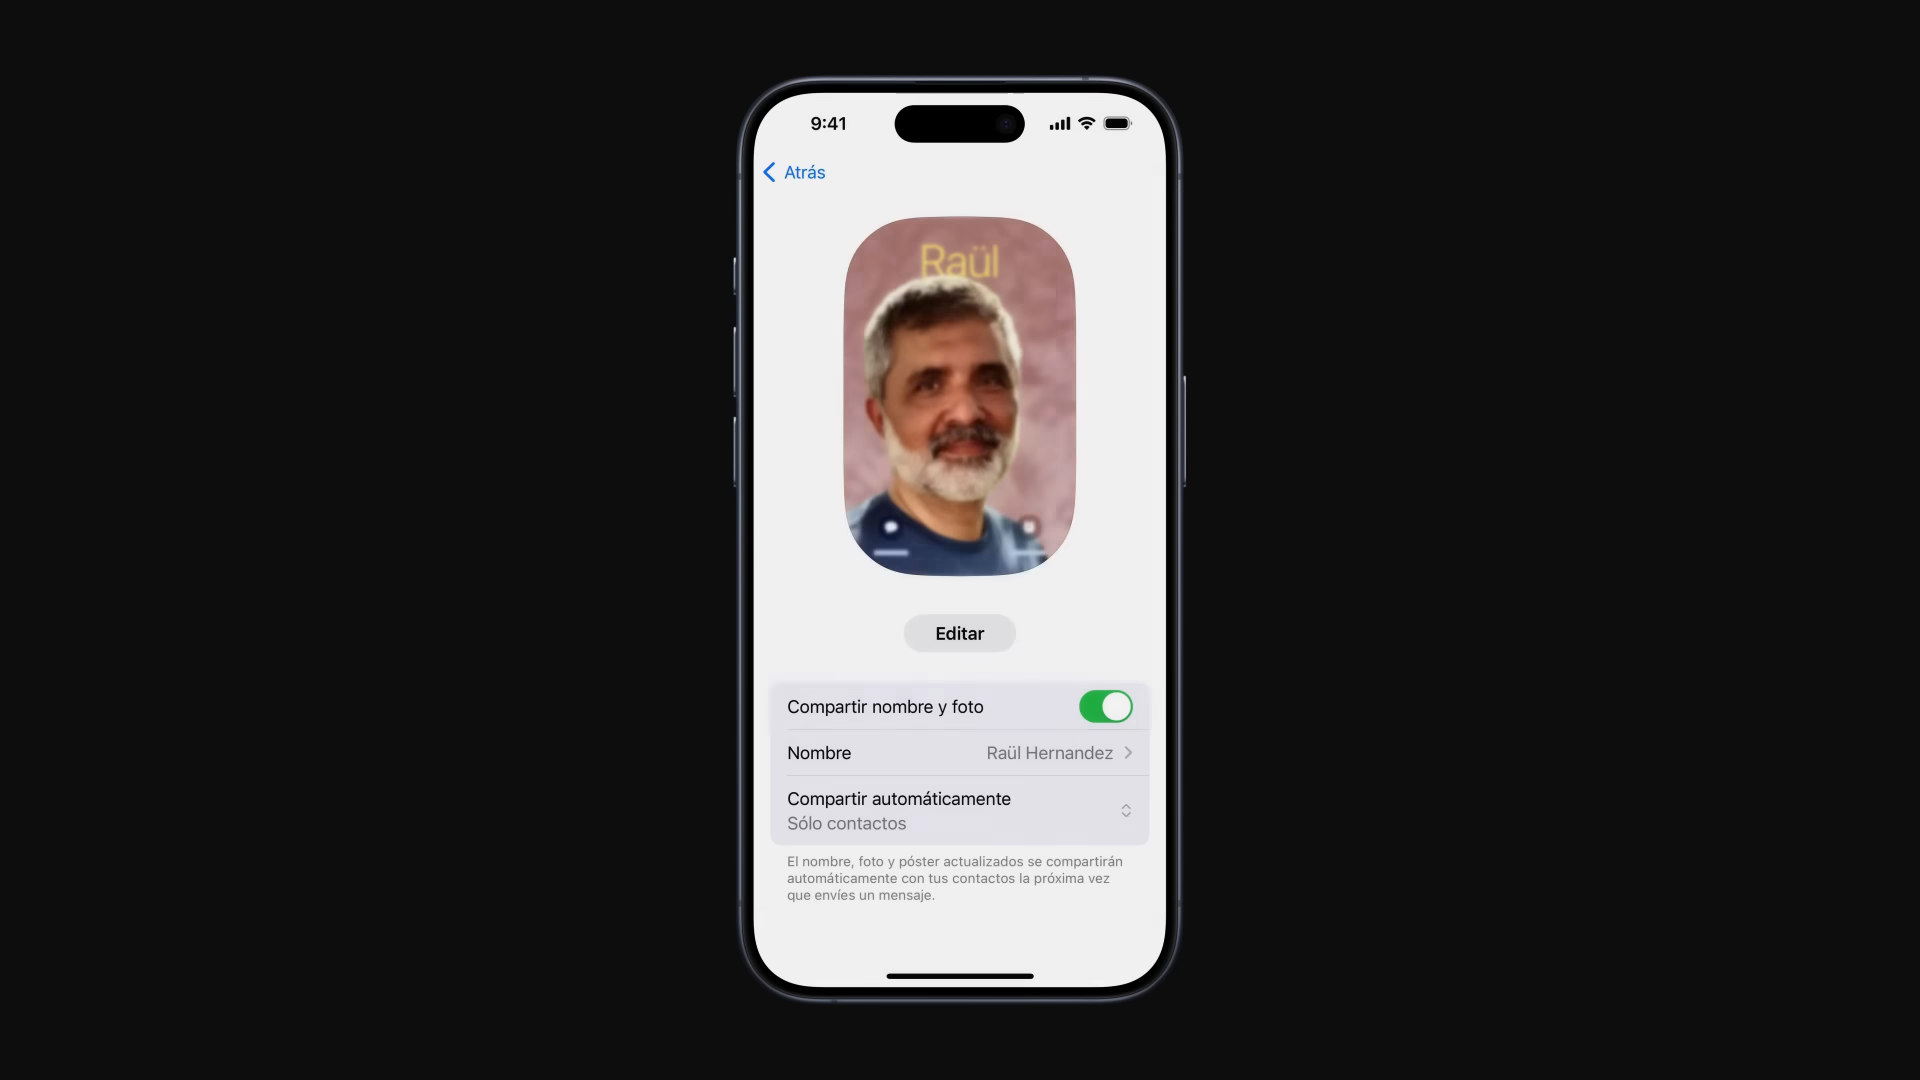 9:41
Atrás
Raül
Editar
Compartir nombre y foto
Nombre
Raül Hernandez
Compartir automáticamente
Sólo contactos
El nombre, foto y póster actualizados se compartirán
automáticamente con tus contactos la próxima vez
que envíes un mensaje.